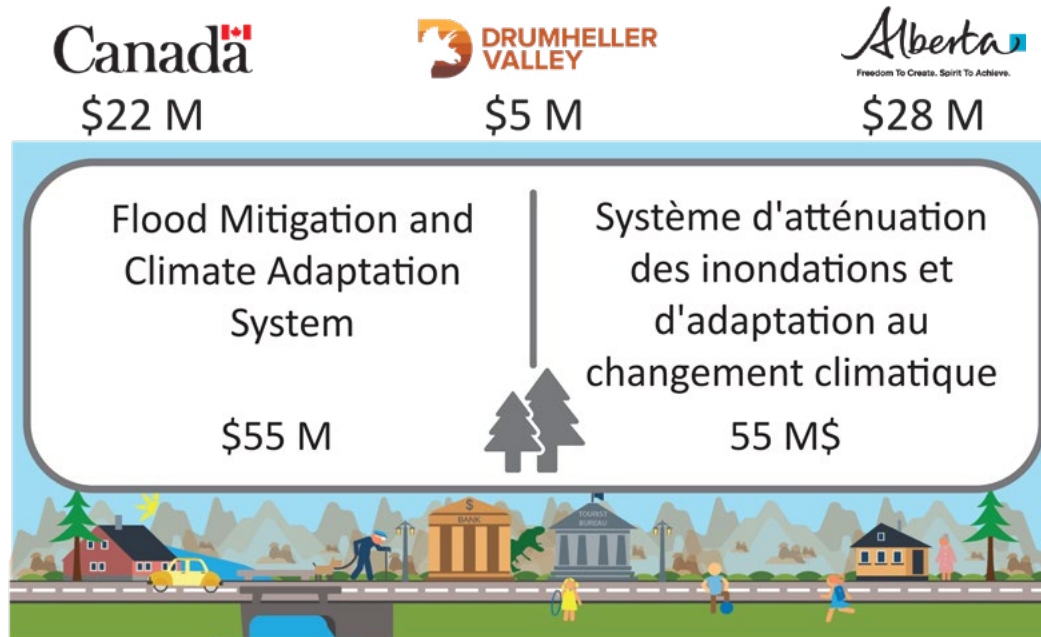 Canada
DRUMHELLER
VALLEY
Alberta
Freedom To Create. Spirit To Achieve.
$22 M
$5 M
$28 M
Flood Mitigation and
Climate Adaptation
System
$55 M
Système d'atténuation
des inondations et
d'adaptation au
changement climatique
55 M$
$
BANK
TOURIST
BUREAU